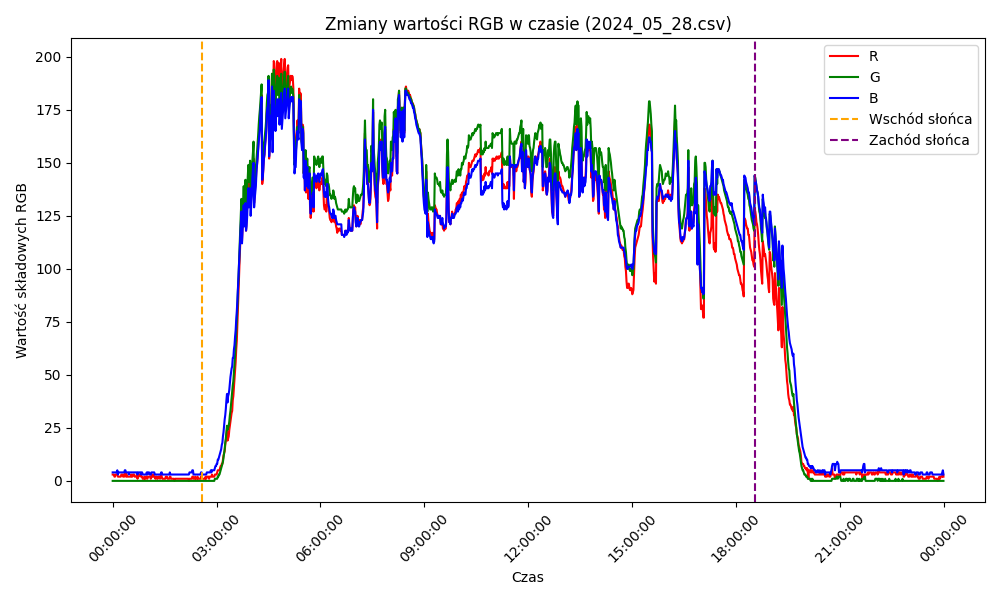 Zmiany wartości RGB w czasie (2024_05_28.csv)
Wartość składowych RGB
200
175
150
125
100
75
50
25
0
R
G
B
Wschód słońca
Zachód słońca
00:00:00
03:00:00
06:00:00
09:00:00
12:00:00
15:00:00
18:00:00
21:00:00
00:00:00
Czas